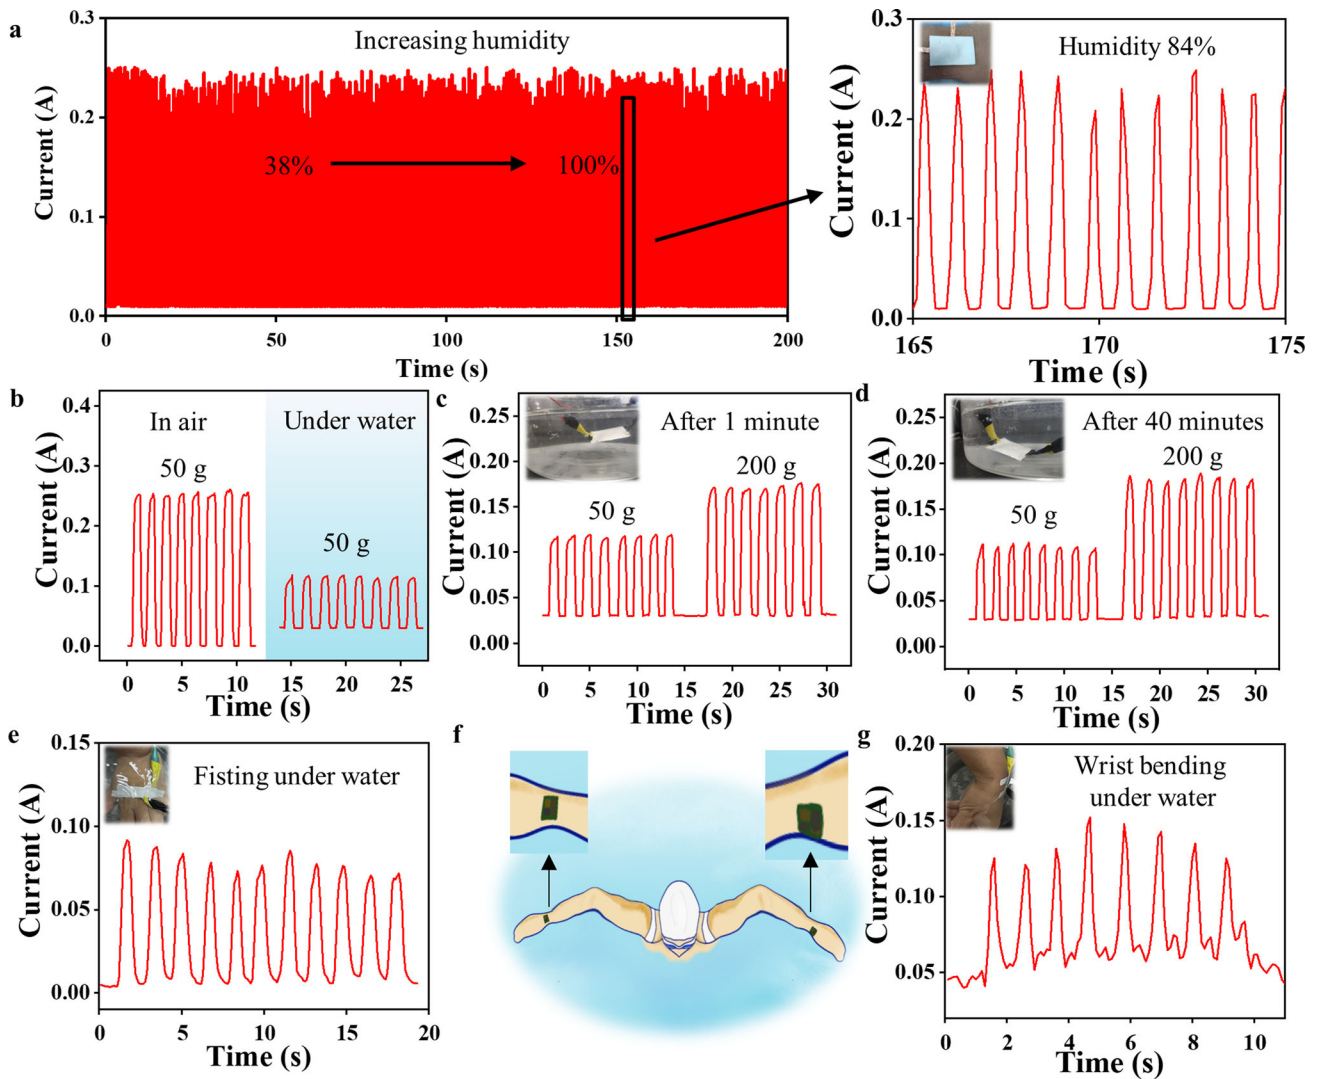 a
0.3
0.2
0.1
0.0
Current (A)
Increasing humidity
38%
100%
0
50
100
150
200
Time (s)
0.3
0.2
0.1
0.0
Current (A)
Humidity 84%
165
170
175
Time (s)
b
0.4
0.3
0.2
0.1
0.0
Current (A)
In air
Under water
50 g
50 g
0
5
10
15
20
25
Time (s)
c
0.25
0.20
0.15
0.10
0.05
0.00
Current (A)
After 1 minute
200 g
50 g
0
5
10
15
20
25
30
Time (s)
d
0.25
0.20
0.15
0.10
0.05
0.00
Current (A)
After 40 minutes
200 g
50 g
0
5
10
15
20
25
30
Time (s)
e
0.15
0.10
0.05
0.00
Current (A)
Fisting under water
0
5
10
15
20
Time (s)
f
g
0.20
0.15
0.10
0.05
Current (A)
Wrist bending
under water
0
2
4
6
8
10
Time (s)